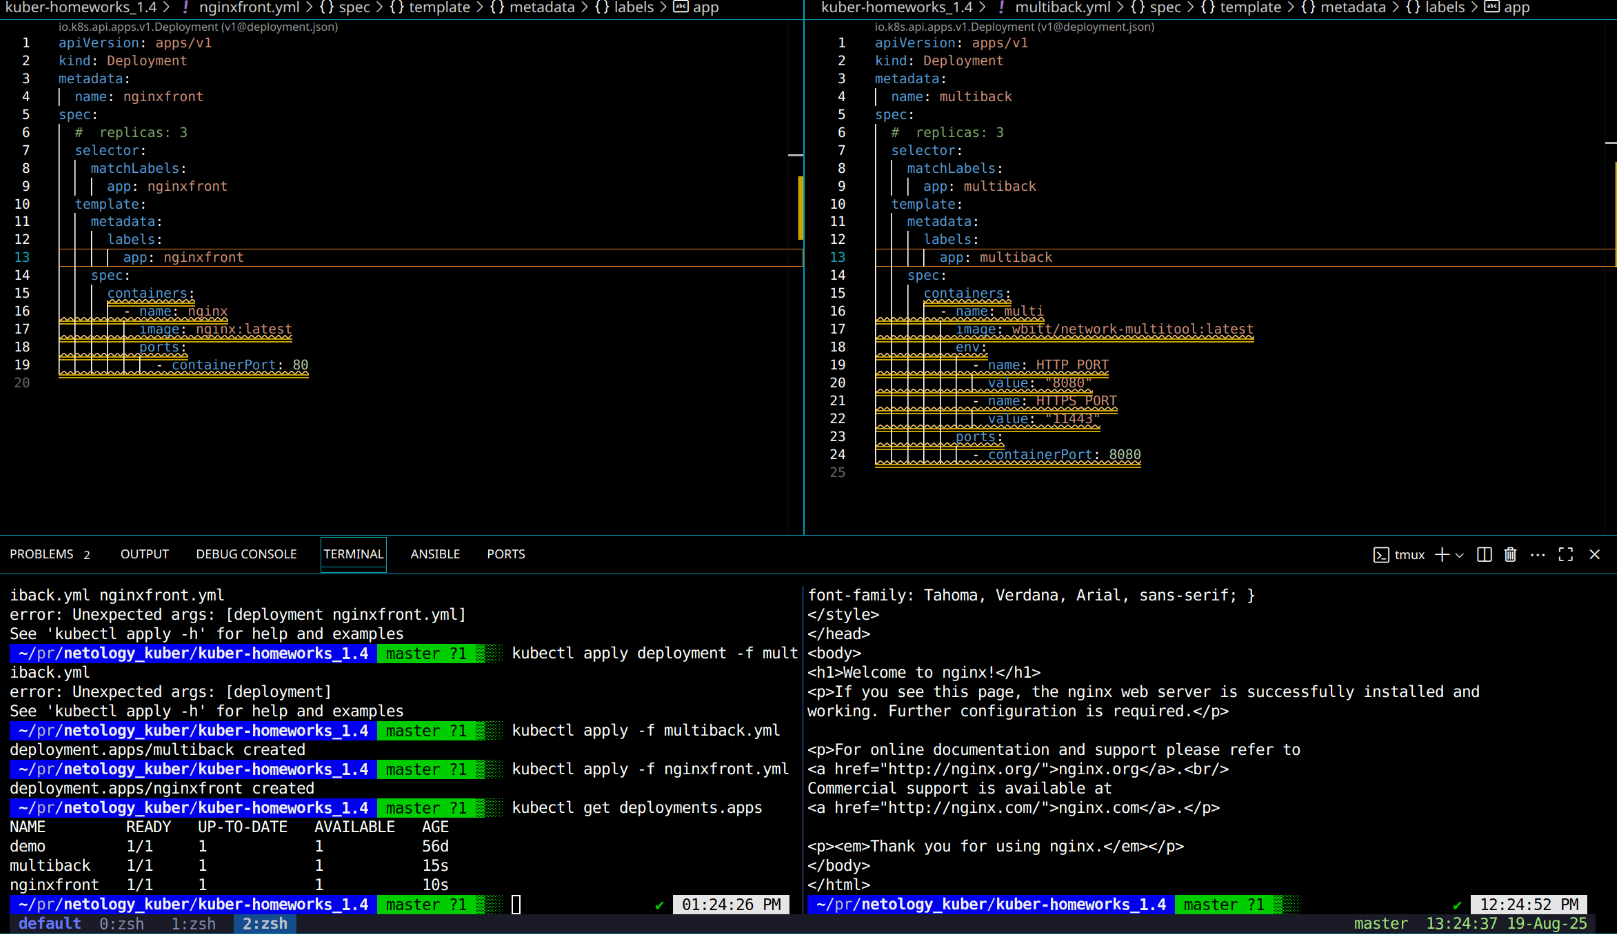 kuber-homeworks_1.4 > ! nginxfront.yml > {} spec > {} template > {} metadata > {} labels > abc app
io.k8s.api.apps.v1.Deployment (v1@deployment.json)
1 apiVersion: apps/v1
2 kind: Deployment
3 metadata:
4   name: nginxfront
5 spec:
6   #  replicas: 3
7   selector:
8     matchLabels:
9       app: nginxfront
10   template:
11     metadata:
12       labels:
13         app: nginxfront
14     spec:
15       containers:
16         - name: nginx
17           image: nginx:latest
18           ports:
19             - containerPort: 80
20
kuber-homeworks_1.4 > ! multiback.yml > {} spec > {} template > {} metadata > {} labels > abc app
io.k8s.api.apps.v1.Deployment (v1@deployment.json)
1 apiVersion: apps/v1
2 kind: Deployment
3 metadata:
4   name: multiback
5 spec:
6   #  replicas: 3
7   selector:
8     matchLabels:
9       app: multiback
10   template:
11     metadata:
12       labels:
13         app: multiback
14     spec:
15       containers:
16         - name: multi
17           image: wbitt/network-multitool:latest
18           env:
19             - name: HTTP_PORT
20               value: "8080"
21             - name: HTTPS_PORT
22               value: "11443"
23           ports:
24             - containerPort: 8080
25
PROBLEMS 2 OUTPUT DEBUG CONSOLE TERMINAL ANSIBLE PORTS tmux
iback.yml nginxfront.yml
error: Unexpected args: [deployment nginxfront.yml]
See 'kubectl apply -h' for help and examples
~/pr/netology_kuber/kuber-homeworks_1.4 master ?1 kubectl apply deployment -f mult
iback.yml
error: Unexpected args: [deployment]
See 'kubectl apply -h' for help and examples
~/pr/netology_kuber/kuber-homeworks_1.4 master ?1 kubectl apply -f multiback.yml
deployment.apps/multiback created
~/pr/netology_kuber/kuber-homeworks_1.4 master ?1 kubectl apply -f nginxfront.yml
deployment.apps/nginxfront created
~/pr/netology_kuber/kuber-homeworks_1.4 master ?1 kubectl get deployments.apps
NAME         READY   UP-TO-DATE   AVAILABLE   AGE
demo         1/1     1            1           56d
multiback    1/1     1            1           15s
nginxfront   1/1     1            1           10s
~/pr/netology_kuber/kuber-homeworks_1.4 master ?1 ✔ 01:24:26 PM
font-family: Tahoma, Verdana, Arial, sans-serif; }
</style>
</head>
<body>
<h1>Welcome to nginx!</h1>
<p>If you see this page, the nginx web server is successfully installed and
working. Further configuration is required.</p>
<p>For online documentation and support please refer to
<a href="http://nginx.org/">nginx.org</a>.<br/>
Commercial support is available at
<a href="http://nginx.com/">nginx.com</a>.</p>
<p><em>Thank you for using nginx.</em></p>
</body>
</html>
~/pr/netology_kuber/kuber-homeworks_1.4 master ?1 ✔ 12:24:52 PM
default 0:zsh 1:zsh 2:zsh master 13:24:37 19-Aug-25